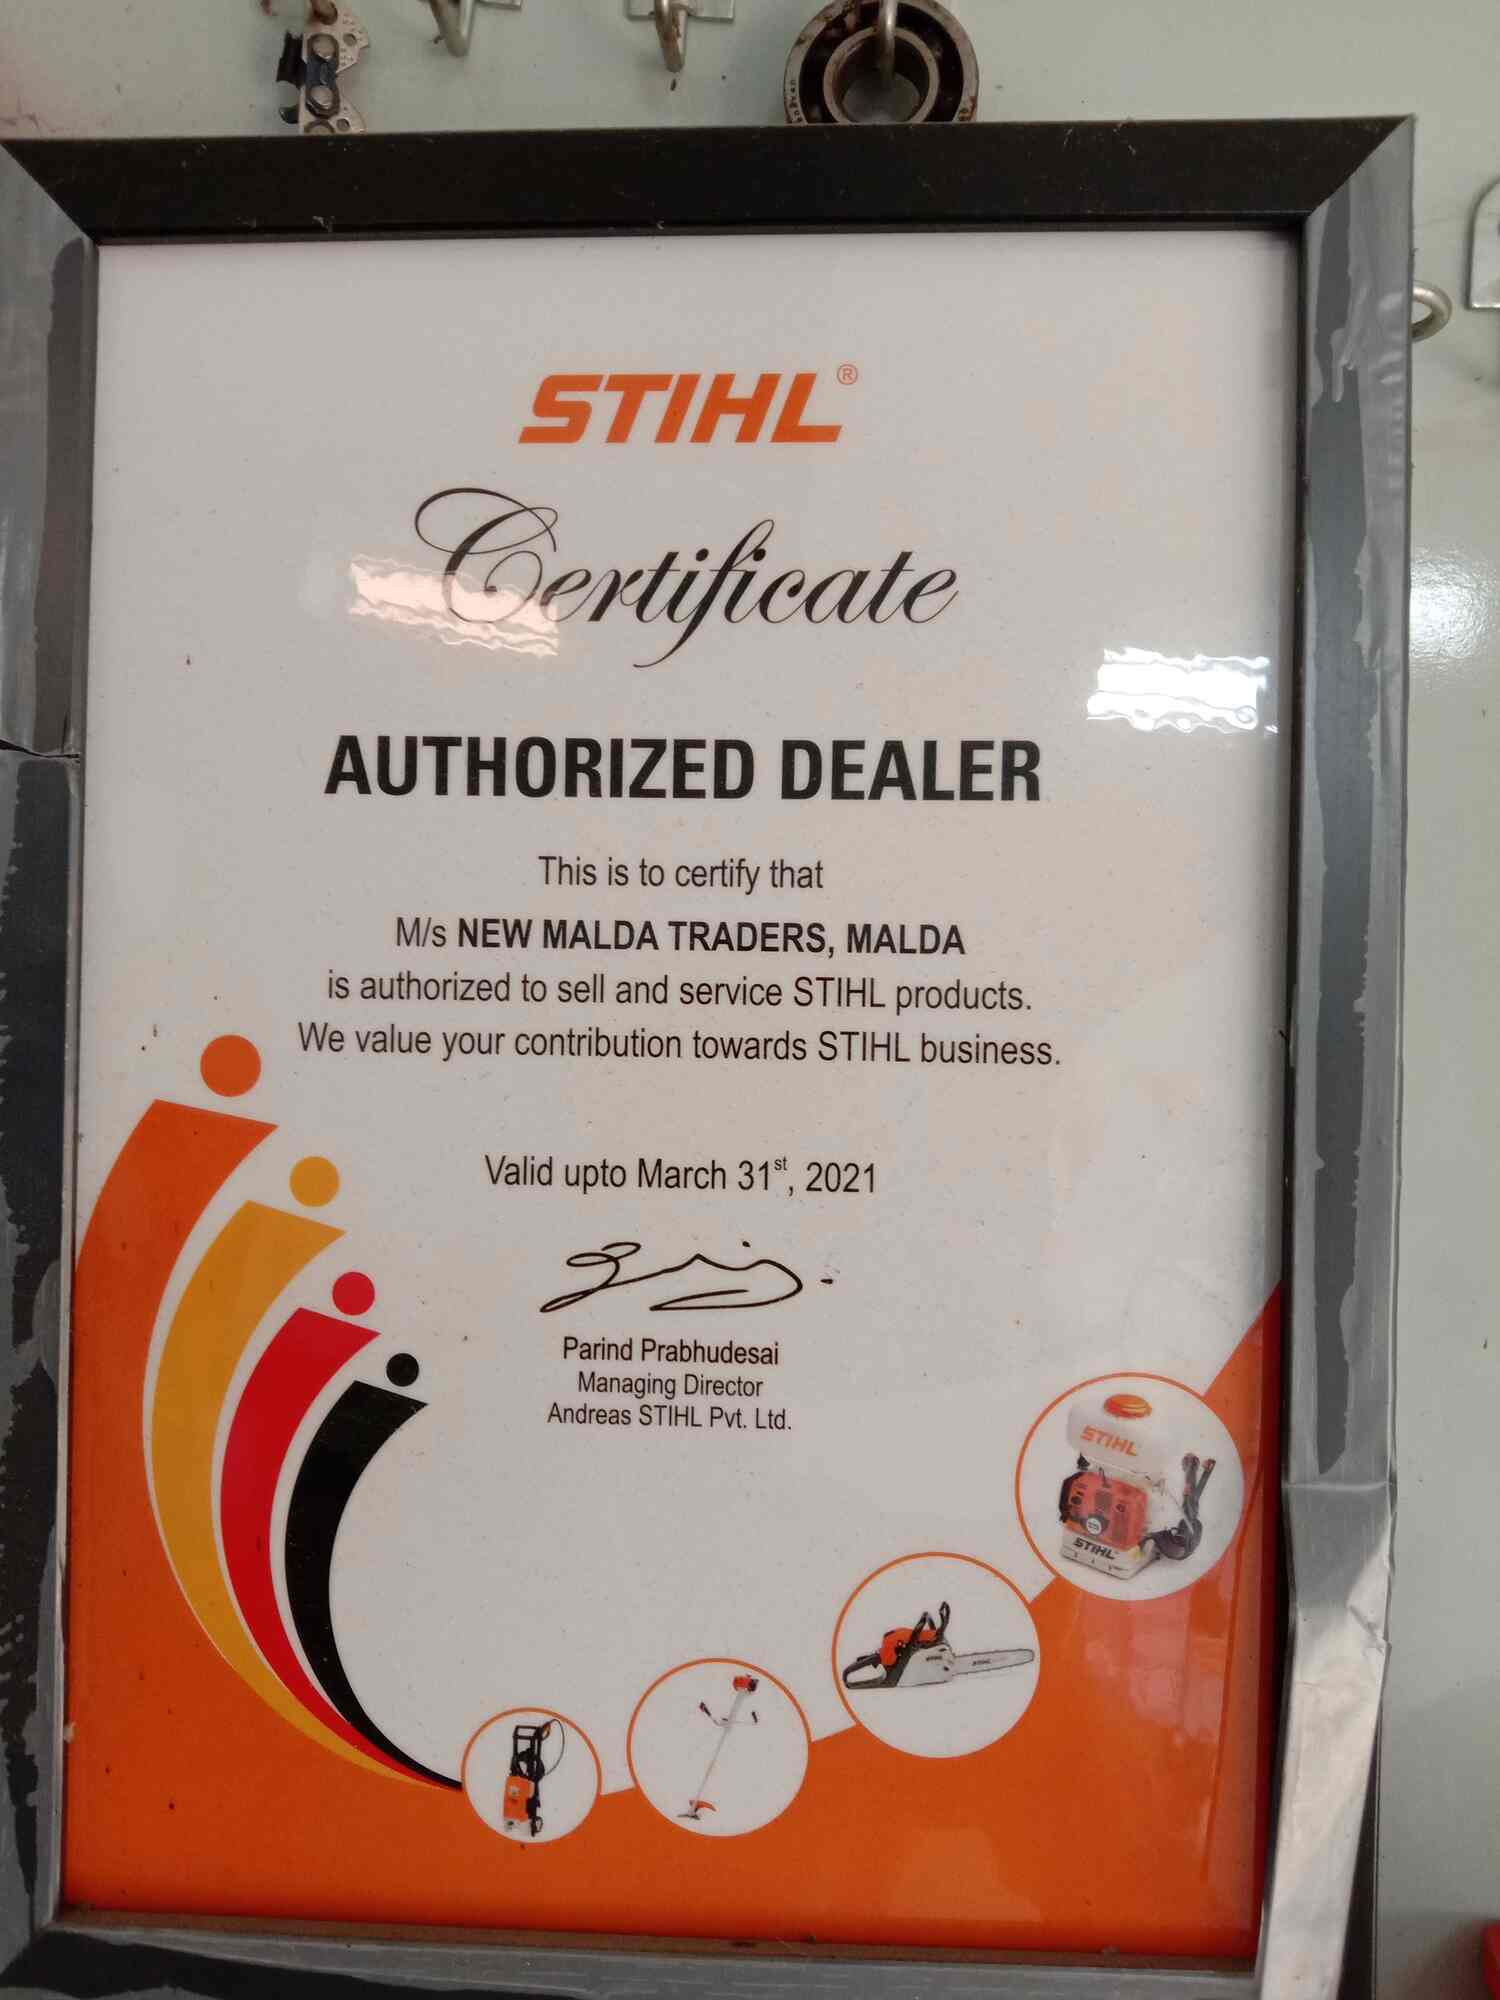 STIHL®
Certificate
AUTHORIZED DEALER
This is to certify that
M/s NEW MALDA TRADERS, MALDA
is authorized to sell and service STIHL products.
We value your contribution towards STIHL business.
Valid upto March 31st, 2021
Parind Prabhudesai
Managing Director
Andreas STIHL Pvt. Ltd.
STIHL
STIHL
STIHL